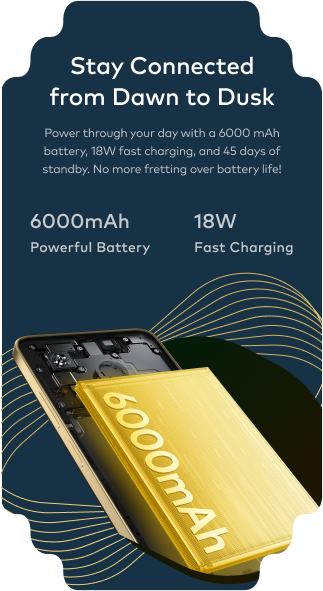 Stay Connected
from Dawn to Dusk
Power through your day with a 6000 mAh
battery, 18W fast charging, and 45 days of
standby. No more fretting over battery life!
6000mAh
18W
Powerful Battery
Fast Charging
6000mAh